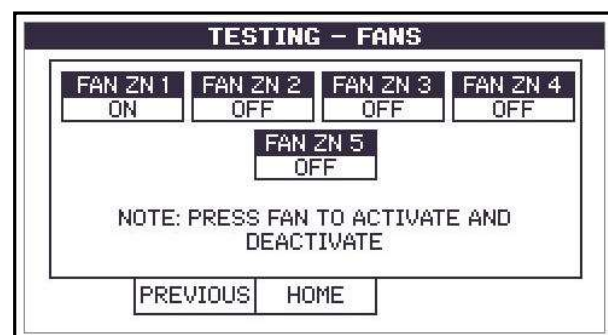 TESTING - FANS
FAN ZN 1 FAN ZN 2 FAN ZN 3 FAN ZN 4
ON OFF OFF OFF
FAN ZN 5
OFF
NOTE: PRESS FAN TO ACTIVATE AND
DEACTIVATE
PREVIOUS HOME